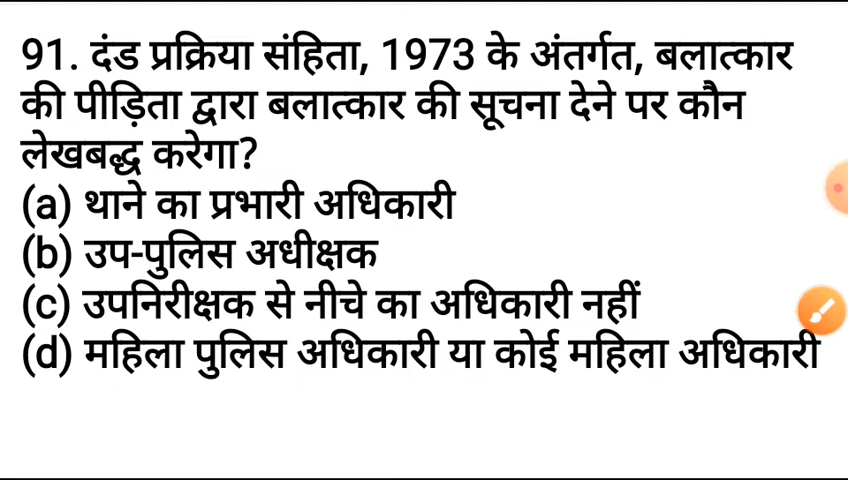 91. दंड प्रक्रिया संहिता, 1973 के अंतर्गत, बलात्कार
की पीड़िता द्वारा बलात्कार की सूचना देने पर कौन
लेखबद्ध करेगा?
(a) थाने का प्रभारी अधिकारी
(b) उप-पुलिस अधीक्षक
(c) उपनिरीक्षक से नीचे का अधिकारी नहीं
(d) महिला पुलिस अधिकारी या कोई महिला अधिकारी